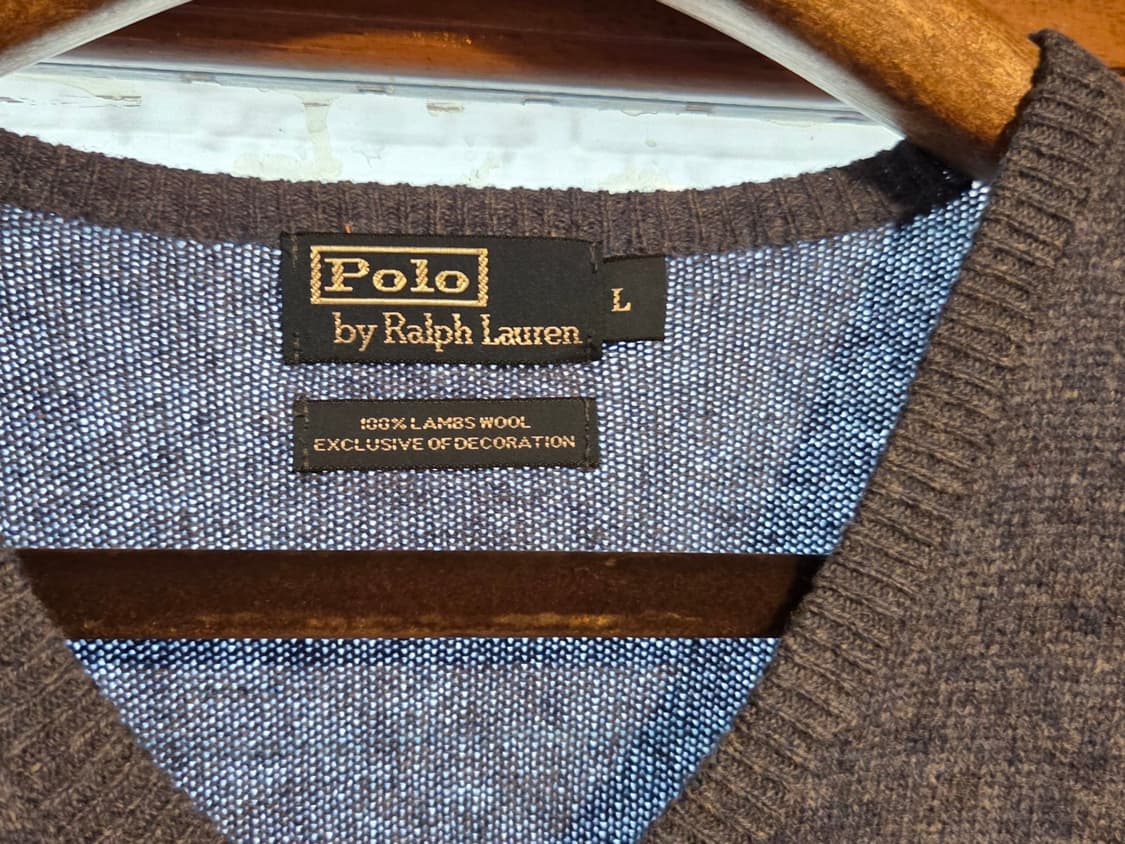 Polo
by Ralph Lauren
L
100% LAMBS WOOL
EXCLUSIVE OF DECORATION